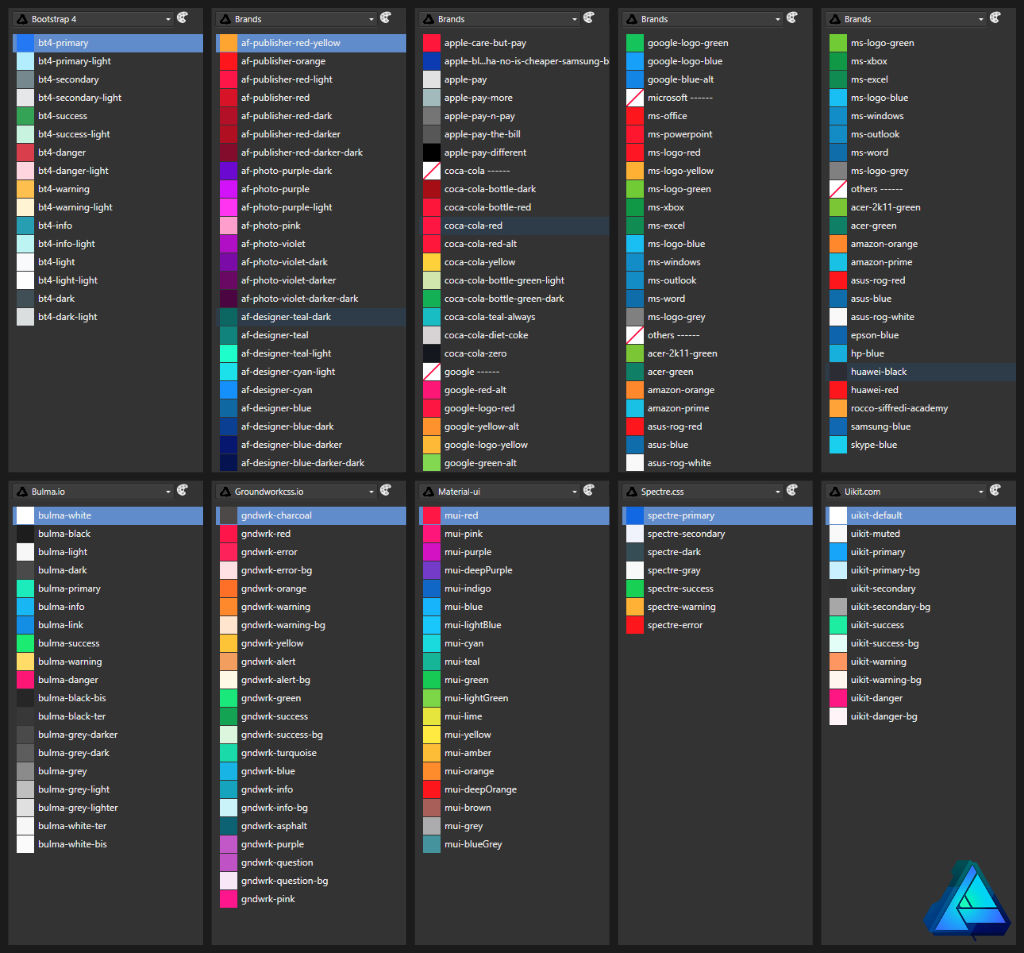 Bootstrap 4
bt4-primary
bt4-primary-light
bt4-secondary
bt4-secondary-light
bt4-success
bt4-success-light
bt4-danger
bt4-danger-light
bt4-warning
bt4-warning-light
bt4-info
bt4-info-light
bt4-light
bt4-light-light
bt4-dark
bt4-dark-light
Brands
af-publisher-red-yellow
af-publisher-orange
af-publisher-red-light
af-publisher-red
af-publisher-red-dark
af-publisher-red-darker
af-publisher-red-darker-dark
af-photo-purple-dark
af-photo-purple
af-photo-purple-light
af-photo-pink
af-photo-violet
af-photo-violet-dark
af-photo-violet-darker
af-photo-violet-darker-dark
af-designer-teal-dark
af-designer-teal
af-designer-teal-light
af-designer-cyan-light
af-designer-cyan
af-designer-blue
af-designer-blue-dark
af-designer-blue-darker
af-designer-blue-darker-dark
Brands
apple-care-but-pay
apple-bl...ha-no-is-cheaper-samsung-b
apple-pay
apple-pay-more
apple-pay-n-pay
apple-pay-the-bill
apple-pay-different
coca-cola ------
coca-cola-bottle-dark
coca-cola-bottle-red
coca-cola-red
coca-cola-red-alt
coca-cola-yellow
coca-cola-bottle-green-light
coca-cola-bottle-green-dark
coca-cola-teal-always
coca-cola-diet-coke
coca-cola-zero
google ------
google-red-alt
google-logo-red
google-yellow-alt
google-logo-yellow
google-green-alt
Brands
google-logo-green
google-logo-blue
google-blue-alt
microsoft ------
ms-office
ms-powerpoint
ms-logo-red
ms-logo-yellow
ms-logo-green
ms-xbox
ms-excel
ms-logo-blue
ms-windows
ms-outlook
ms-word
ms-logo-grey
others ------
acer-2k11-green
acer-green
amazon-orange
amazon-prime
asus-rog-red
asus-blue
asus-rog-white
Brands
ms-logo-green
ms-xbox
ms-excel
ms-logo-blue
ms-windows
ms-outlook
ms-word
ms-logo-grey
others ------
acer-2k11-green
acer-green
amazon-orange
amazon-prime
asus-rog-red
asus-blue
asus-rog-white
epson-blue
hp-blue
huawei-black
huawei-red
rocco-siffredi-academy
samsung-blue
skype-blue
Bulma.io
bulma-white
bulma-black
bulma-light
bulma-dark
bulma-primary
bulma-info
bulma-link
bulma-success
bulma-warning
bulma-danger
bulma-black-bis
bulma-black-ter
bulma-grey-darker
bulma-grey-dark
bulma-grey
bulma-grey-light
bulma-grey-lighter
bulma-white-ter
bulma-white-bis
Groundworkcss.io
gndwrk-charcoal
gndwrk-red
gndwrk-error
gndwrk-error-bg
gndwrk-orange
gndwrk-warning
gndwrk-warning-bg
gndwrk-yellow
gndwrk-alert
gndwrk-alert-bg
gndwrk-green
gndwrk-success
gndwrk-success-bg
gndwrk-turquoise
gndwrk-blue
gndwrk-info
gndwrk-info-bg
gndwrk-asphalt
gndwrk-purple
gndwrk-question
gndwrk-question-bg
gndwrk-pink
Material-ui
mui-red
mui-pink
mui-purple
mui-deepPurple
mui-indigo
mui-blue
mui-lightBlue
mui-cyan
mui-teal
mui-green
mui-lightGreen
mui-lime
mui-yellow
mui-amber
mui-orange
mui-deepOrange
mui-brown
mui-grey
mui-blueGrey
Spectre.css
spectre-primary
spectre-secondary
spectre-dark
spectre-gray
spectre-success
spectre-warning
spectre-error
Uikit.com
uikit-default
uikit-muted
uikit-primary
uikit-primary_bg
uikit-secondary
uikit-secondary-bg
uikit-success
uikit-success-bg
uikit-warning
uikit-warning-bg
uikit-danger
uikit-danger-bg